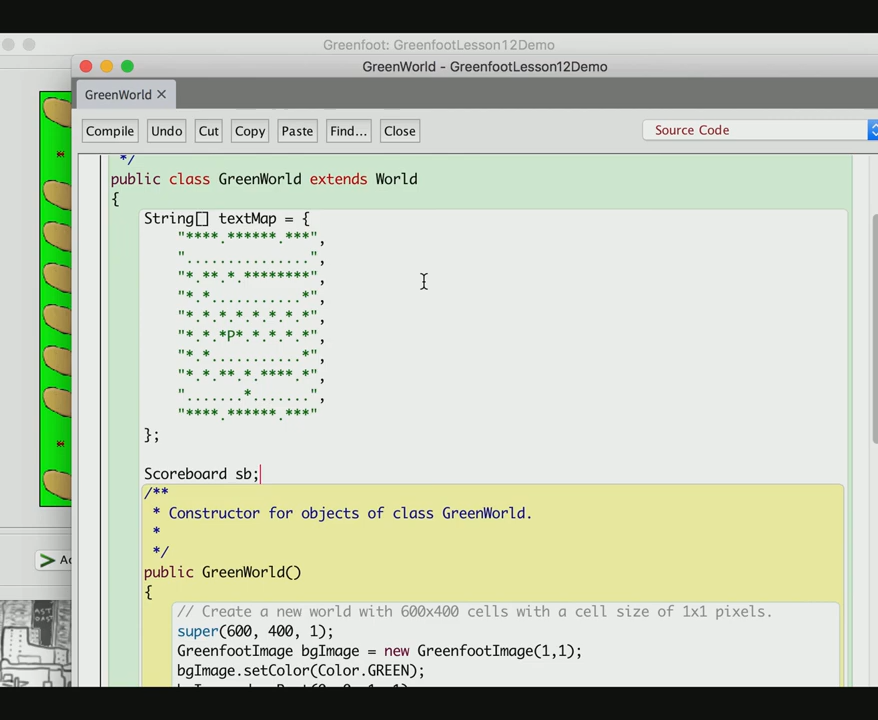 Greenfoot: GreenfootLesson12Demo
GreenWorld - GreenfootLesson12Demo
GreenWorld ×
Compile Undo Cut Copy Paste Find... Close Source Code
*/
public class GreenWorld extends World
{
String[] textMap = {
"****.******.***",
"...............",
"*.**.*.********",
"*.*...........*",
"*.*.*.*.*.*.*.*",
"*.*.*P*.*.*.*.*",
"*.*...........*",
"*.*.**.*.****.*",
".......*.......",
"****.******.***"
};
Scoreboard sb;
/**
* Constructor for objects of class GreenWorld.
*
*/
public GreenWorld()
{
// Create a new world with 600x400 cells with a cell size of 1x1 pixels.
super(600, 400, 1);
GreenfootImage bgImage = new GreenfootImage(1,1);
bgImage.setColor(Color.GREEN);